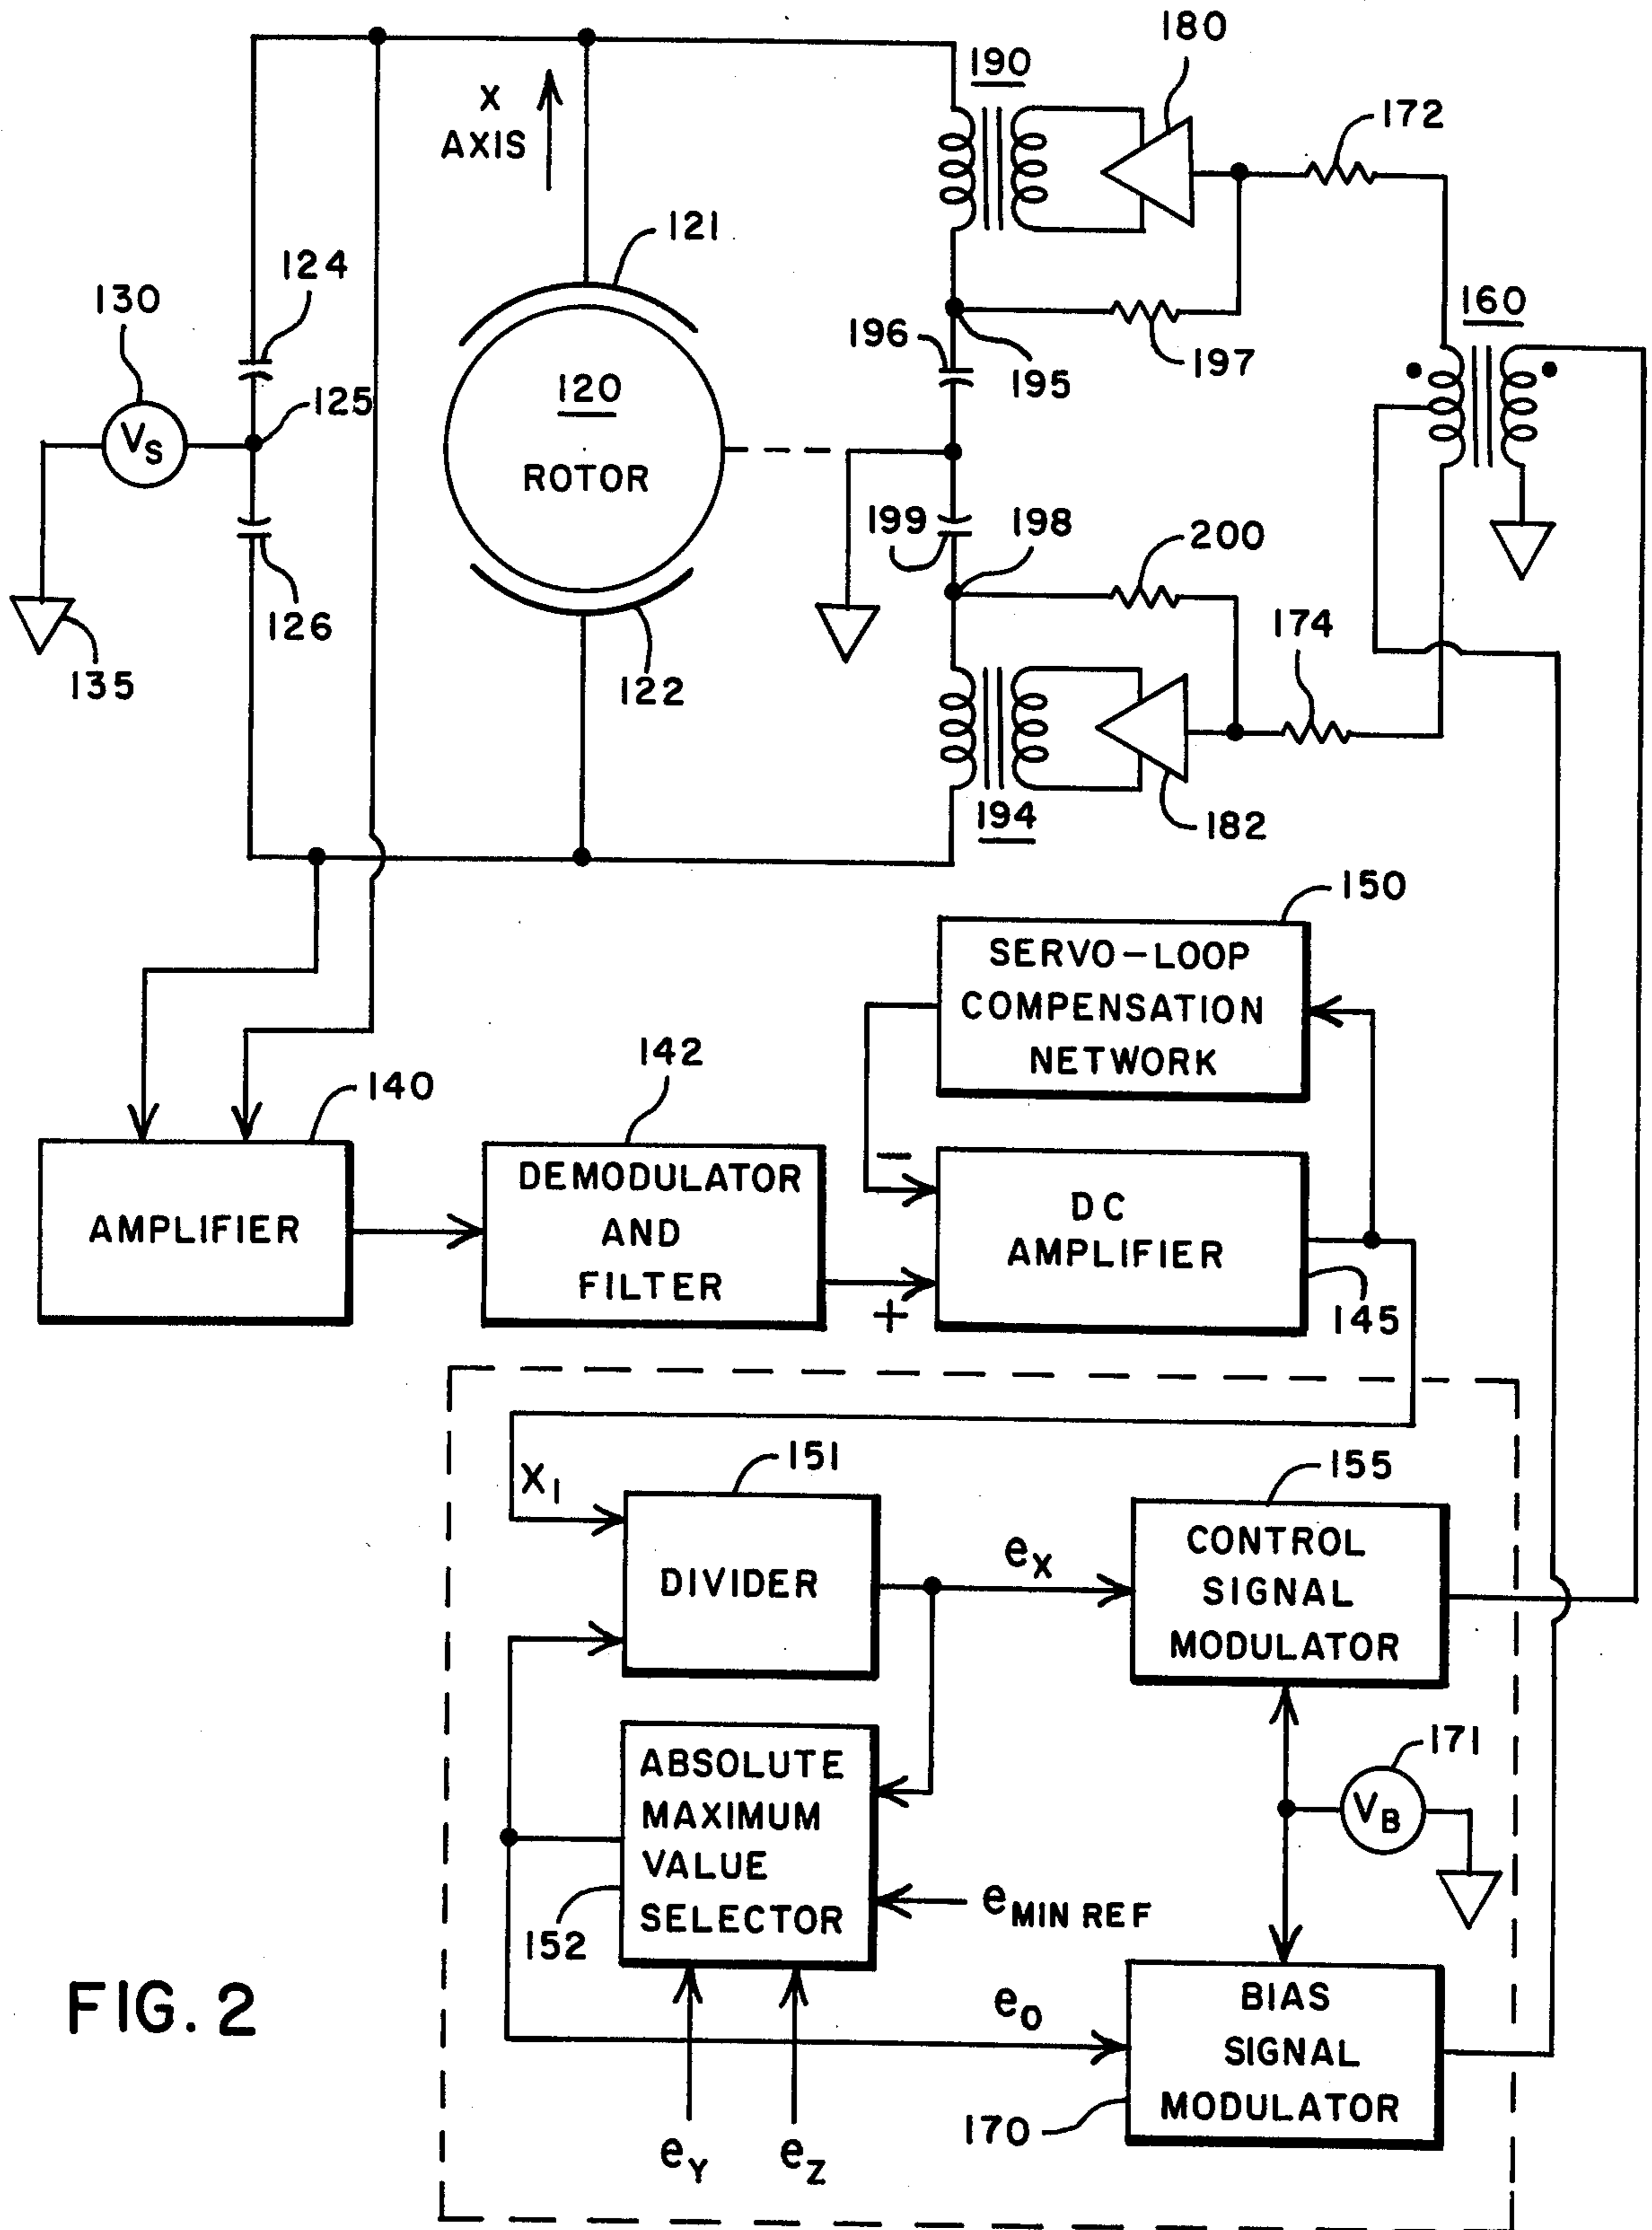 180
190
X
AXIS
172
121
124
160
130
196
195
197
120
125
VS
ROTOR
199
198
200
126
174
135
122
194
182
150
SERVO-LOOP
COMPENSATION
NETWORK
142
140
−
DEMODULATOR
AND
FILTER
DC
AMPLIFIER
AMPLIFIER
+
145
151
155
X1
CONTROL
SIGNAL
MODULATOR
eX
DIVIDER
171
ABSOLUTE
MAXIMUM
VALUE
SELECTOR
VB
eMIN REF
152
FIG. 2
eO
BIAS
SIGNAL
MODULATOR
170
eY
eZ